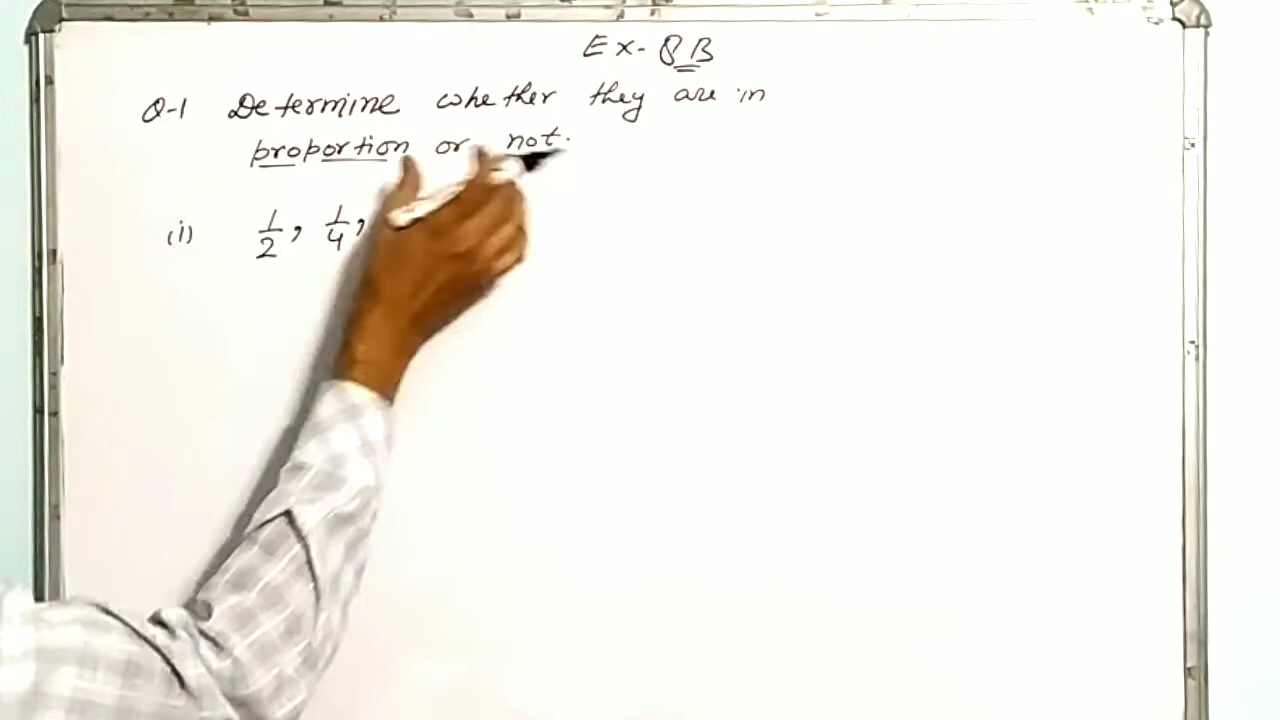 Ex- 8B
Q-1 Determine whether they are in
proportion or not.
(i) 1/2, 1/4,